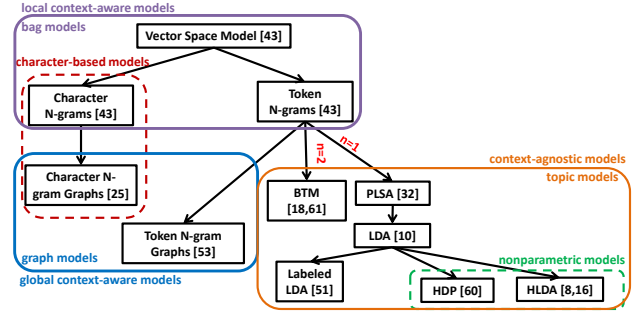 local context-aware models
bag models
Vector Space Model [43]
character-based models
Character
N-grams [43]
Token
N-grams [43]
n=2
n=1
context-agnostic models
topic models
Character N-
gram Graphs [25]
BTM
[18,61]
PLSA [32]
Token N-gram
Graphs [53]
LDA [10]
graph models
global context-aware models
nonparametric models
Labeled
LDA [51]
HDP [60]
HLDA [8,16]